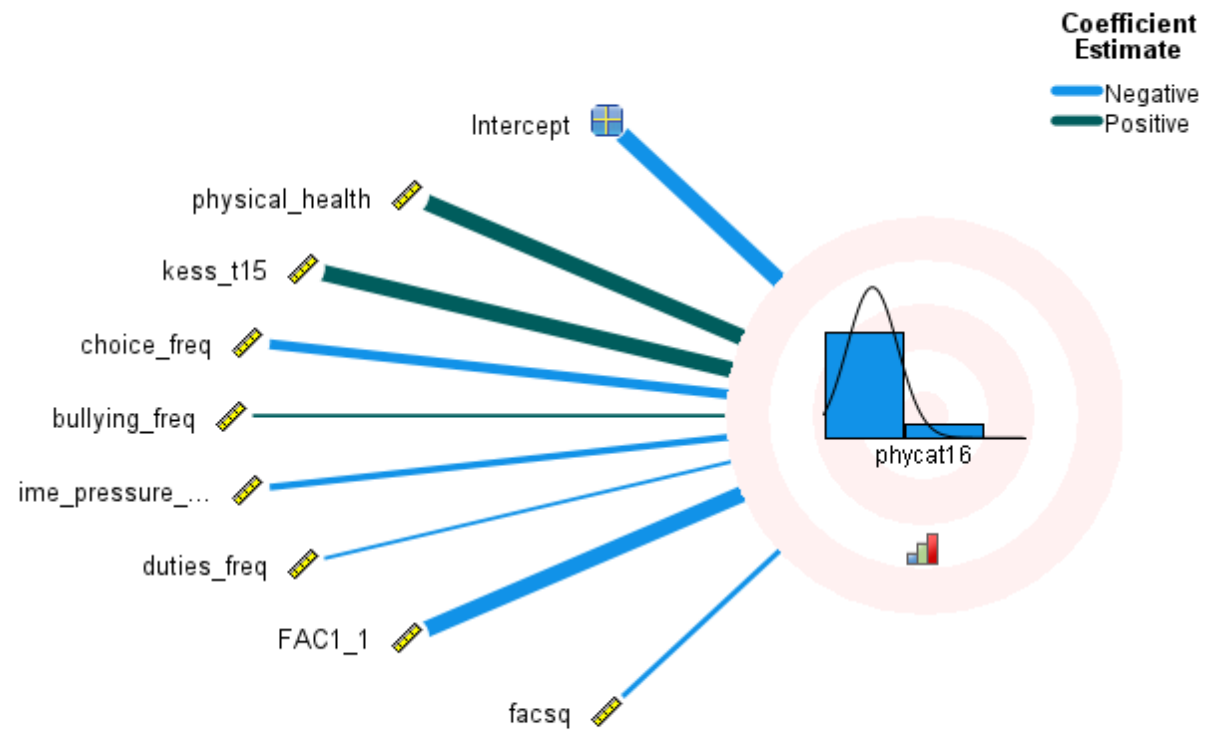 Coefficient
Estimate
Negative
Positive
Intercept
physical_health
kess_t15
choice_freq
bullying_freq
ime_pressure_...
duties_freq
FAC1_1
facsq
phycat16